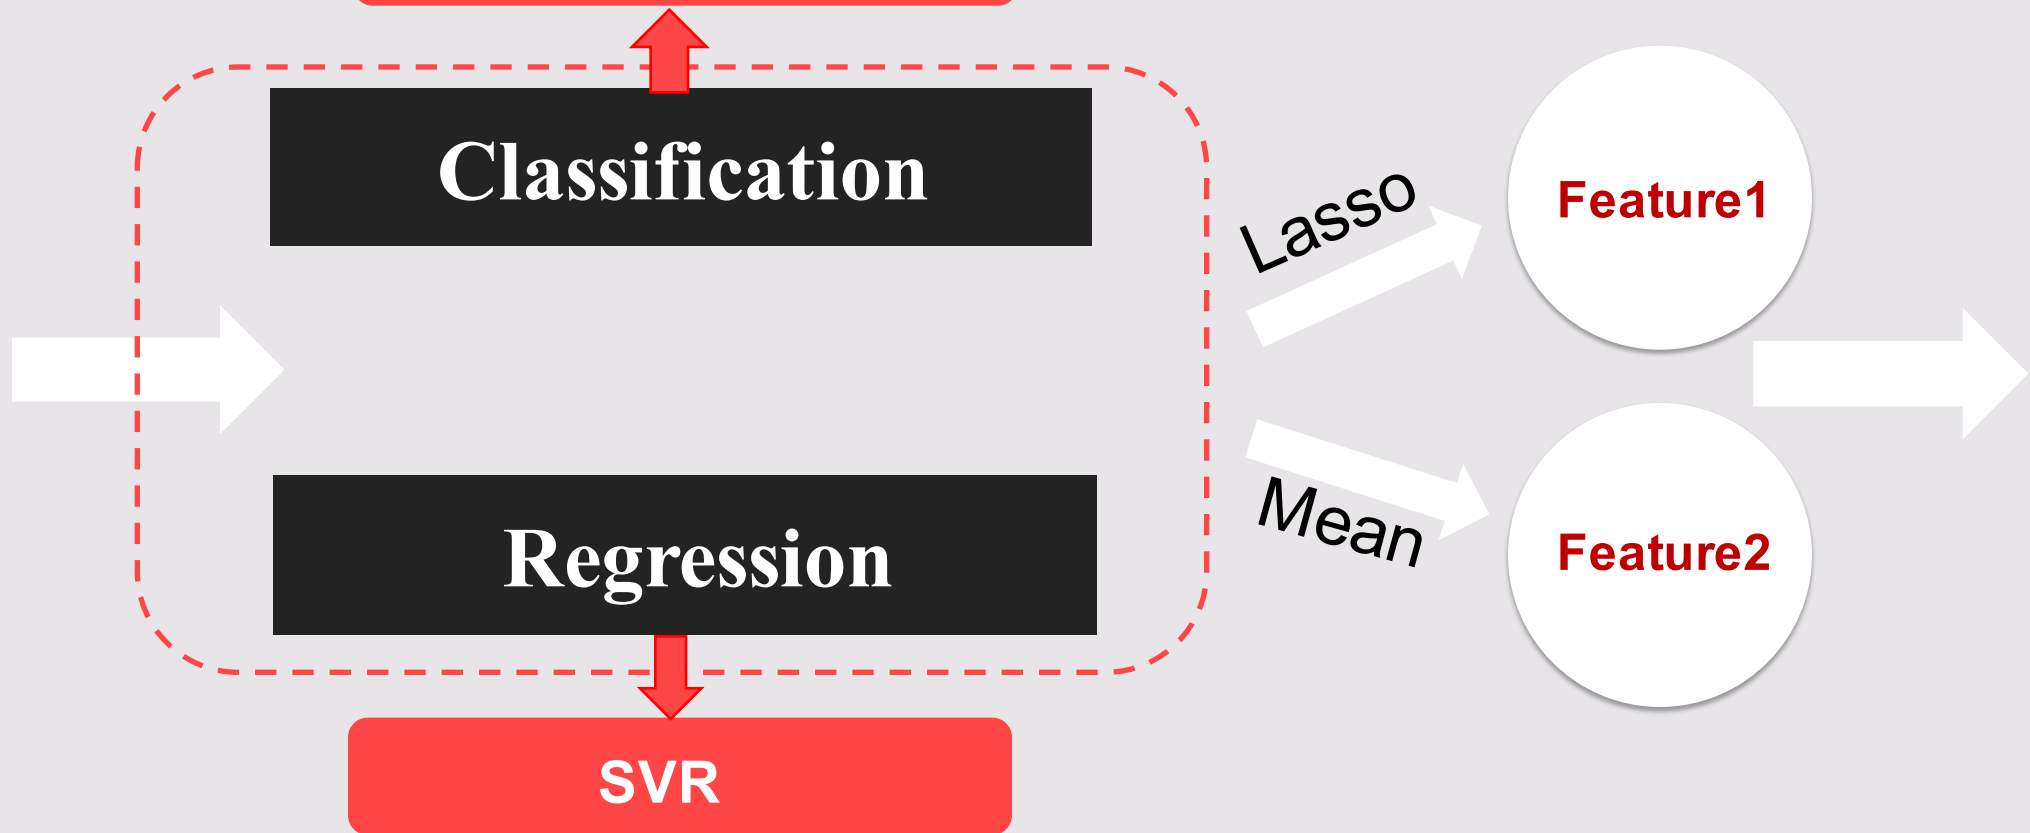 Classification
Lasso
Feature1
Mean
Regression
Feature2
SVR